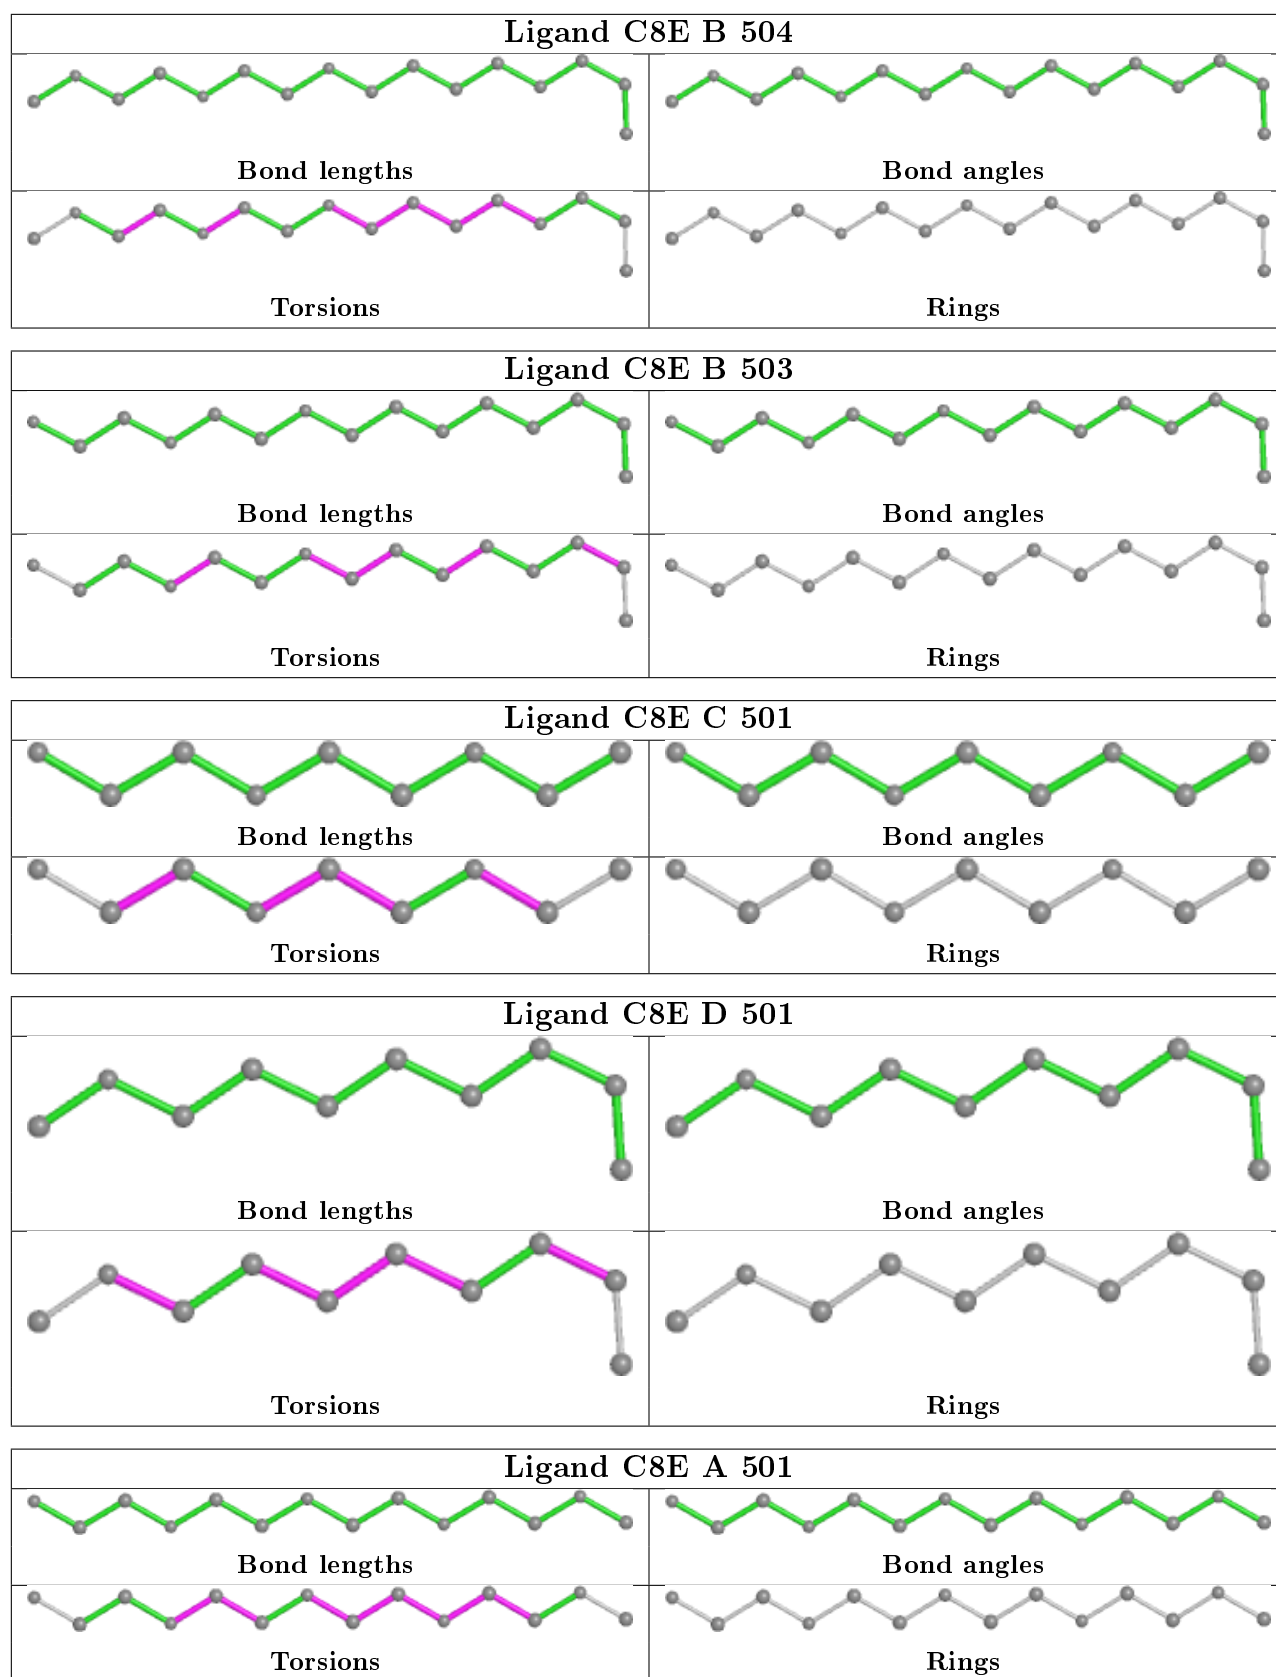 Ligand C8E B 504
Bond lengths
Bond angles
Torsions
Rings
Ligand C8E B 503
Bond lengths
Bond angles
Torsions
Rings
Ligand C8E C 501
Bond lengths
Bond angles
Torsions
Rings
Ligand C8E D 501
Bond lengths
Bond angles
Torsions
Rings
Ligand C8E A 501
Bond lengths
Bond angles
Torsions
Rings